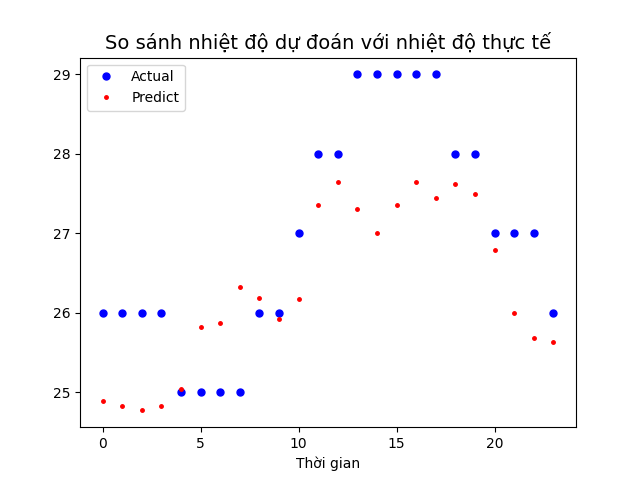 So sánh nhiệt độ dự đoán với nhiệt độ thực tế
Actual
Predict
29
28
27
26
25
0 5 10 15 20
Thời gian